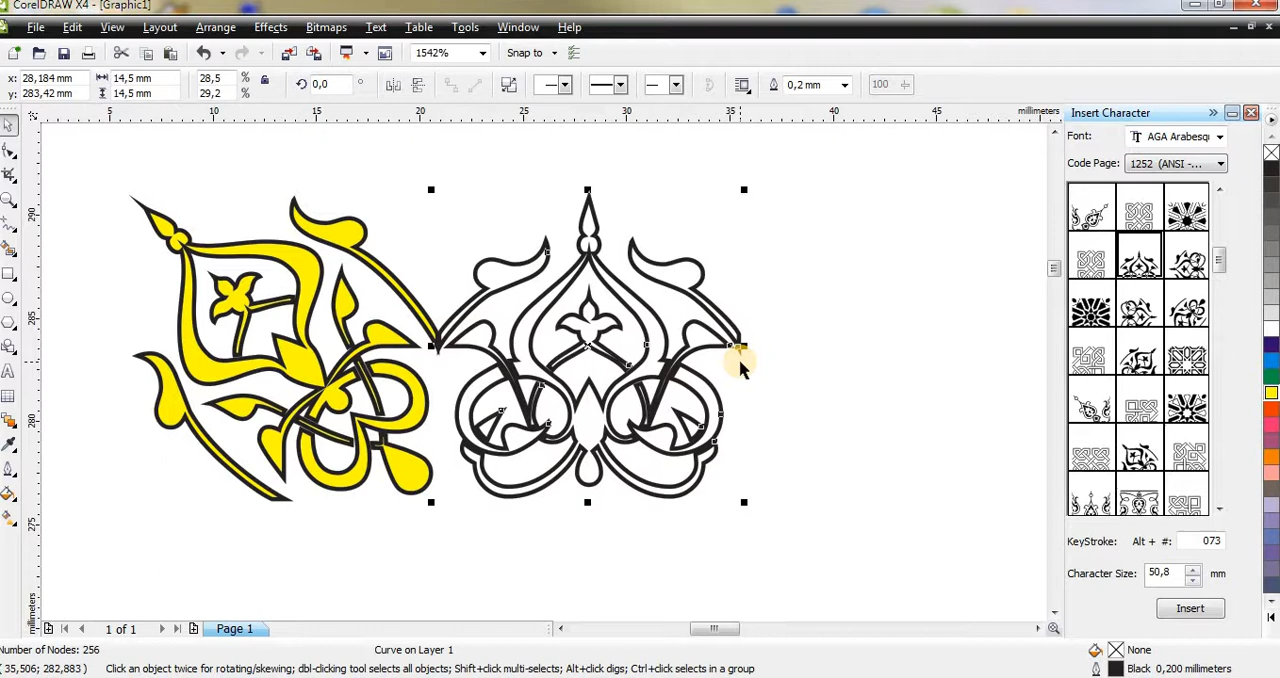 CorelDRAW X4 - [Graphic1]
File Edit View Layout Arrange Effects Bitmaps Text Table Tools Window Help
1542% Snap to
x: 28,184 mm 14,5 mm 28,5 % 0,0 ° 0,2 mm 100
y: 283,42 mm 14,5 mm 29,2 %
5 10 15 20 25 30 35 40 45 millimeters
290
285
280
275
millimeters
Insert Character
Font: AGA Arabesq
Code Page: 1252 (ANSI -...
KeyStroke: Alt + #: 073
Character Size: 50,8 mm
Insert
1 of 1 Page 1
Number of Nodes: 256 Curve on Layer 1 None
(35,506; 282,883 ) Click an object twice for rotating/skewing; dbl-clicking tool selects all objects; Shift+click multi-selects; Alt+click digs; Ctrl+click selects in a group Black 0,200 millimeters